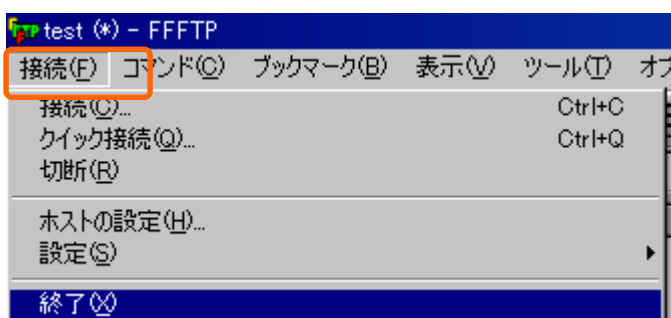 test (*) - FFFTP
接続(F) コマンド(C) ブックマーク(B) 表示(V) ツール(T)
接続(C)... Ctrl+C
クイック接続(Q)... Ctrl+Q
切断(R)
ホストの設定(H)...
設定(S)
終了(X)